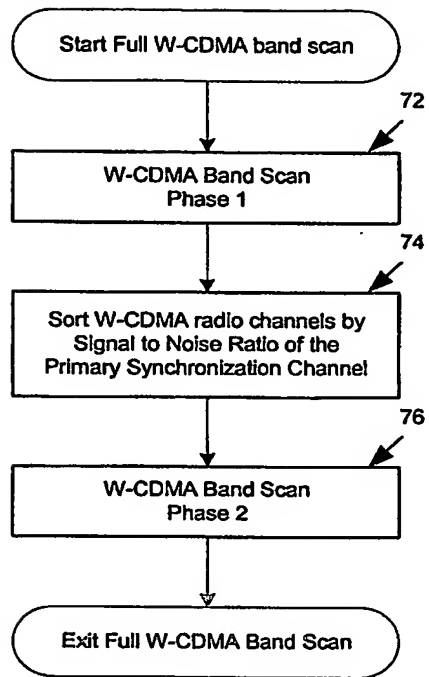 Start Full W-CDMA band scan
72
W-CDMA Band Scan
Phase 1
74
Sort W-CDMA radio channels by
Signal to Noise Ratio of the
Primary Synchronization Channel
76
W-CDMA Band Scan
Phase 2
Exit Full W-CDMA Band Scan